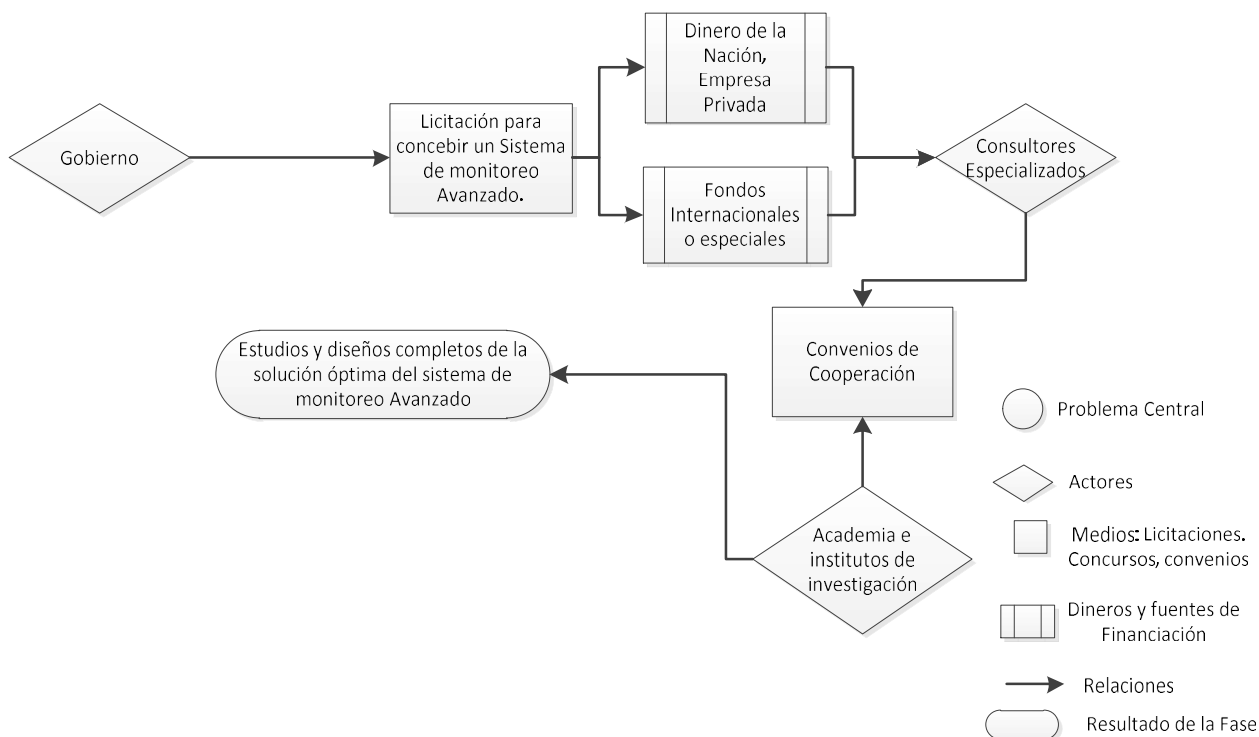 Gobierno
Licitación para
concebir un Sistema
de monitoreo
Avanzado.
Dinero de la
Nación,
Empresa
Privada
Fondos
Internacionales
o especiales
Consultores
Especializados
Convenios de
Cooperación
Estudios y diseños completos de la
solución óptima del sistema de
monitoreo Avanzado
Academia e
institutos de
investigación
Problema Central
Actores
Medios: Licitaciones.
Concursos, convenios
Dineros y fuentes de
Financiación
Relaciones
Resultado de la Fase